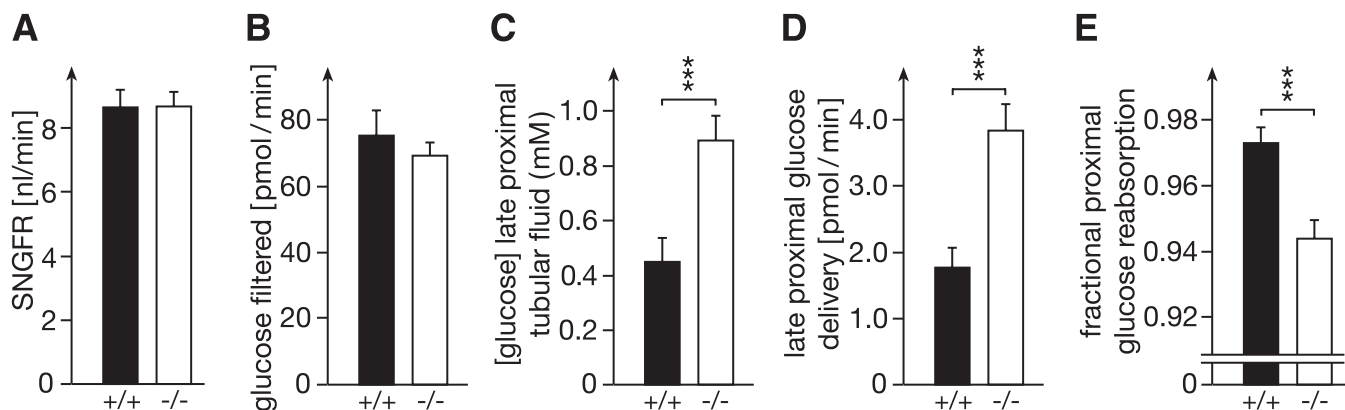 A
SNGFR [nl/min]
8
6
4
2
0
+/+ -/-
B
glucose filtered [pmol/min]
80
60
40
20
0
+/+ -/-
C
[glucose] late proximal
tubular fluid (mM)
1.0
0.8
0.6
0.4
0.2
0
***
+/+ -/-
D
late proximal glucose
delivery [pmol/min]
4.0
3.0
2.0
1.0
0
***
+/+ -/-
E
fractional proximal
glucose reabsorption
0.98
0.96
0.94
0.92
0
***
+/+ -/-